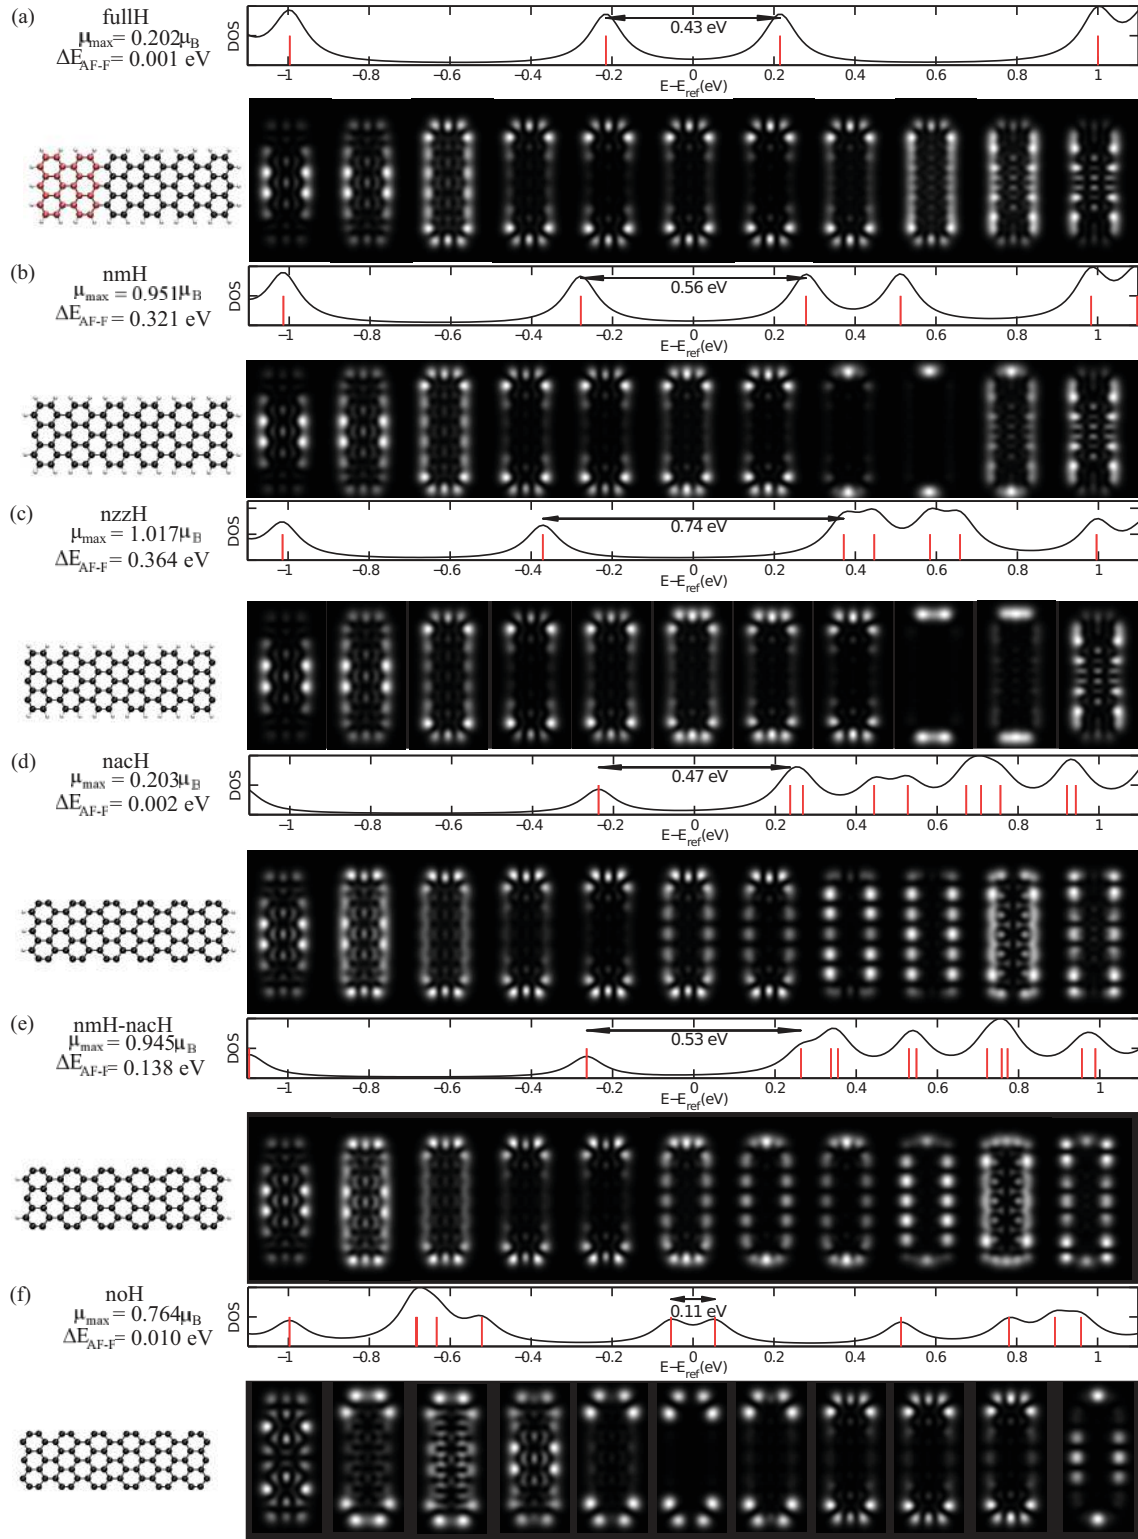 (a)
fullH
μmax = 0.202μB
ΔEAF-F = 0.001 eV
DOS
0.43 eV
−1 −0.8 −0.6 −0.4 −0.2 0 0.2 0.4 0.6 0.8 1
E−Eref(eV)
(b)
nmH
μmax = 0.951μB
ΔEAF-F = 0.321 eV
DOS
0.56 eV
−1 −0.8 −0.6 −0.4 −0.2 0 0.2 0.4 0.6 0.8 1
E−Eref(eV)
(c)
nzzH
μmax = 1.017μB
ΔEAF-F = 0.364 eV
DOS
0.74 eV
−1 −0.8 −0.6 −0.4 −0.2 0 0.2 0.4 0.6 0.8 1
E−Eref(eV)
(d)
nacH
μmax = 0.203μB
ΔEAF-F = 0.002 eV
DOS
0.47 eV
−1 −0.8 −0.6 −0.4 −0.2 0 0.2 0.4 0.6 0.8 1
E−Eref(eV)
(e)
nmH-nacH
μmax = 0.945μB
ΔEAF-F = 0.138 eV
DOS
0.53 eV
−1 −0.8 −0.6 −0.4 −0.2 0 0.2 0.4 0.6 0.8 1
E−Eref(eV)
(f)
noH
μmax = 0.764μB
ΔEAF-F = 0.010 eV
DOS
0.11 eV
−1 −0.8 −0.6 −0.4 −0.2 0 0.2 0.4 0.6 0.8 1
E−Eref(eV)